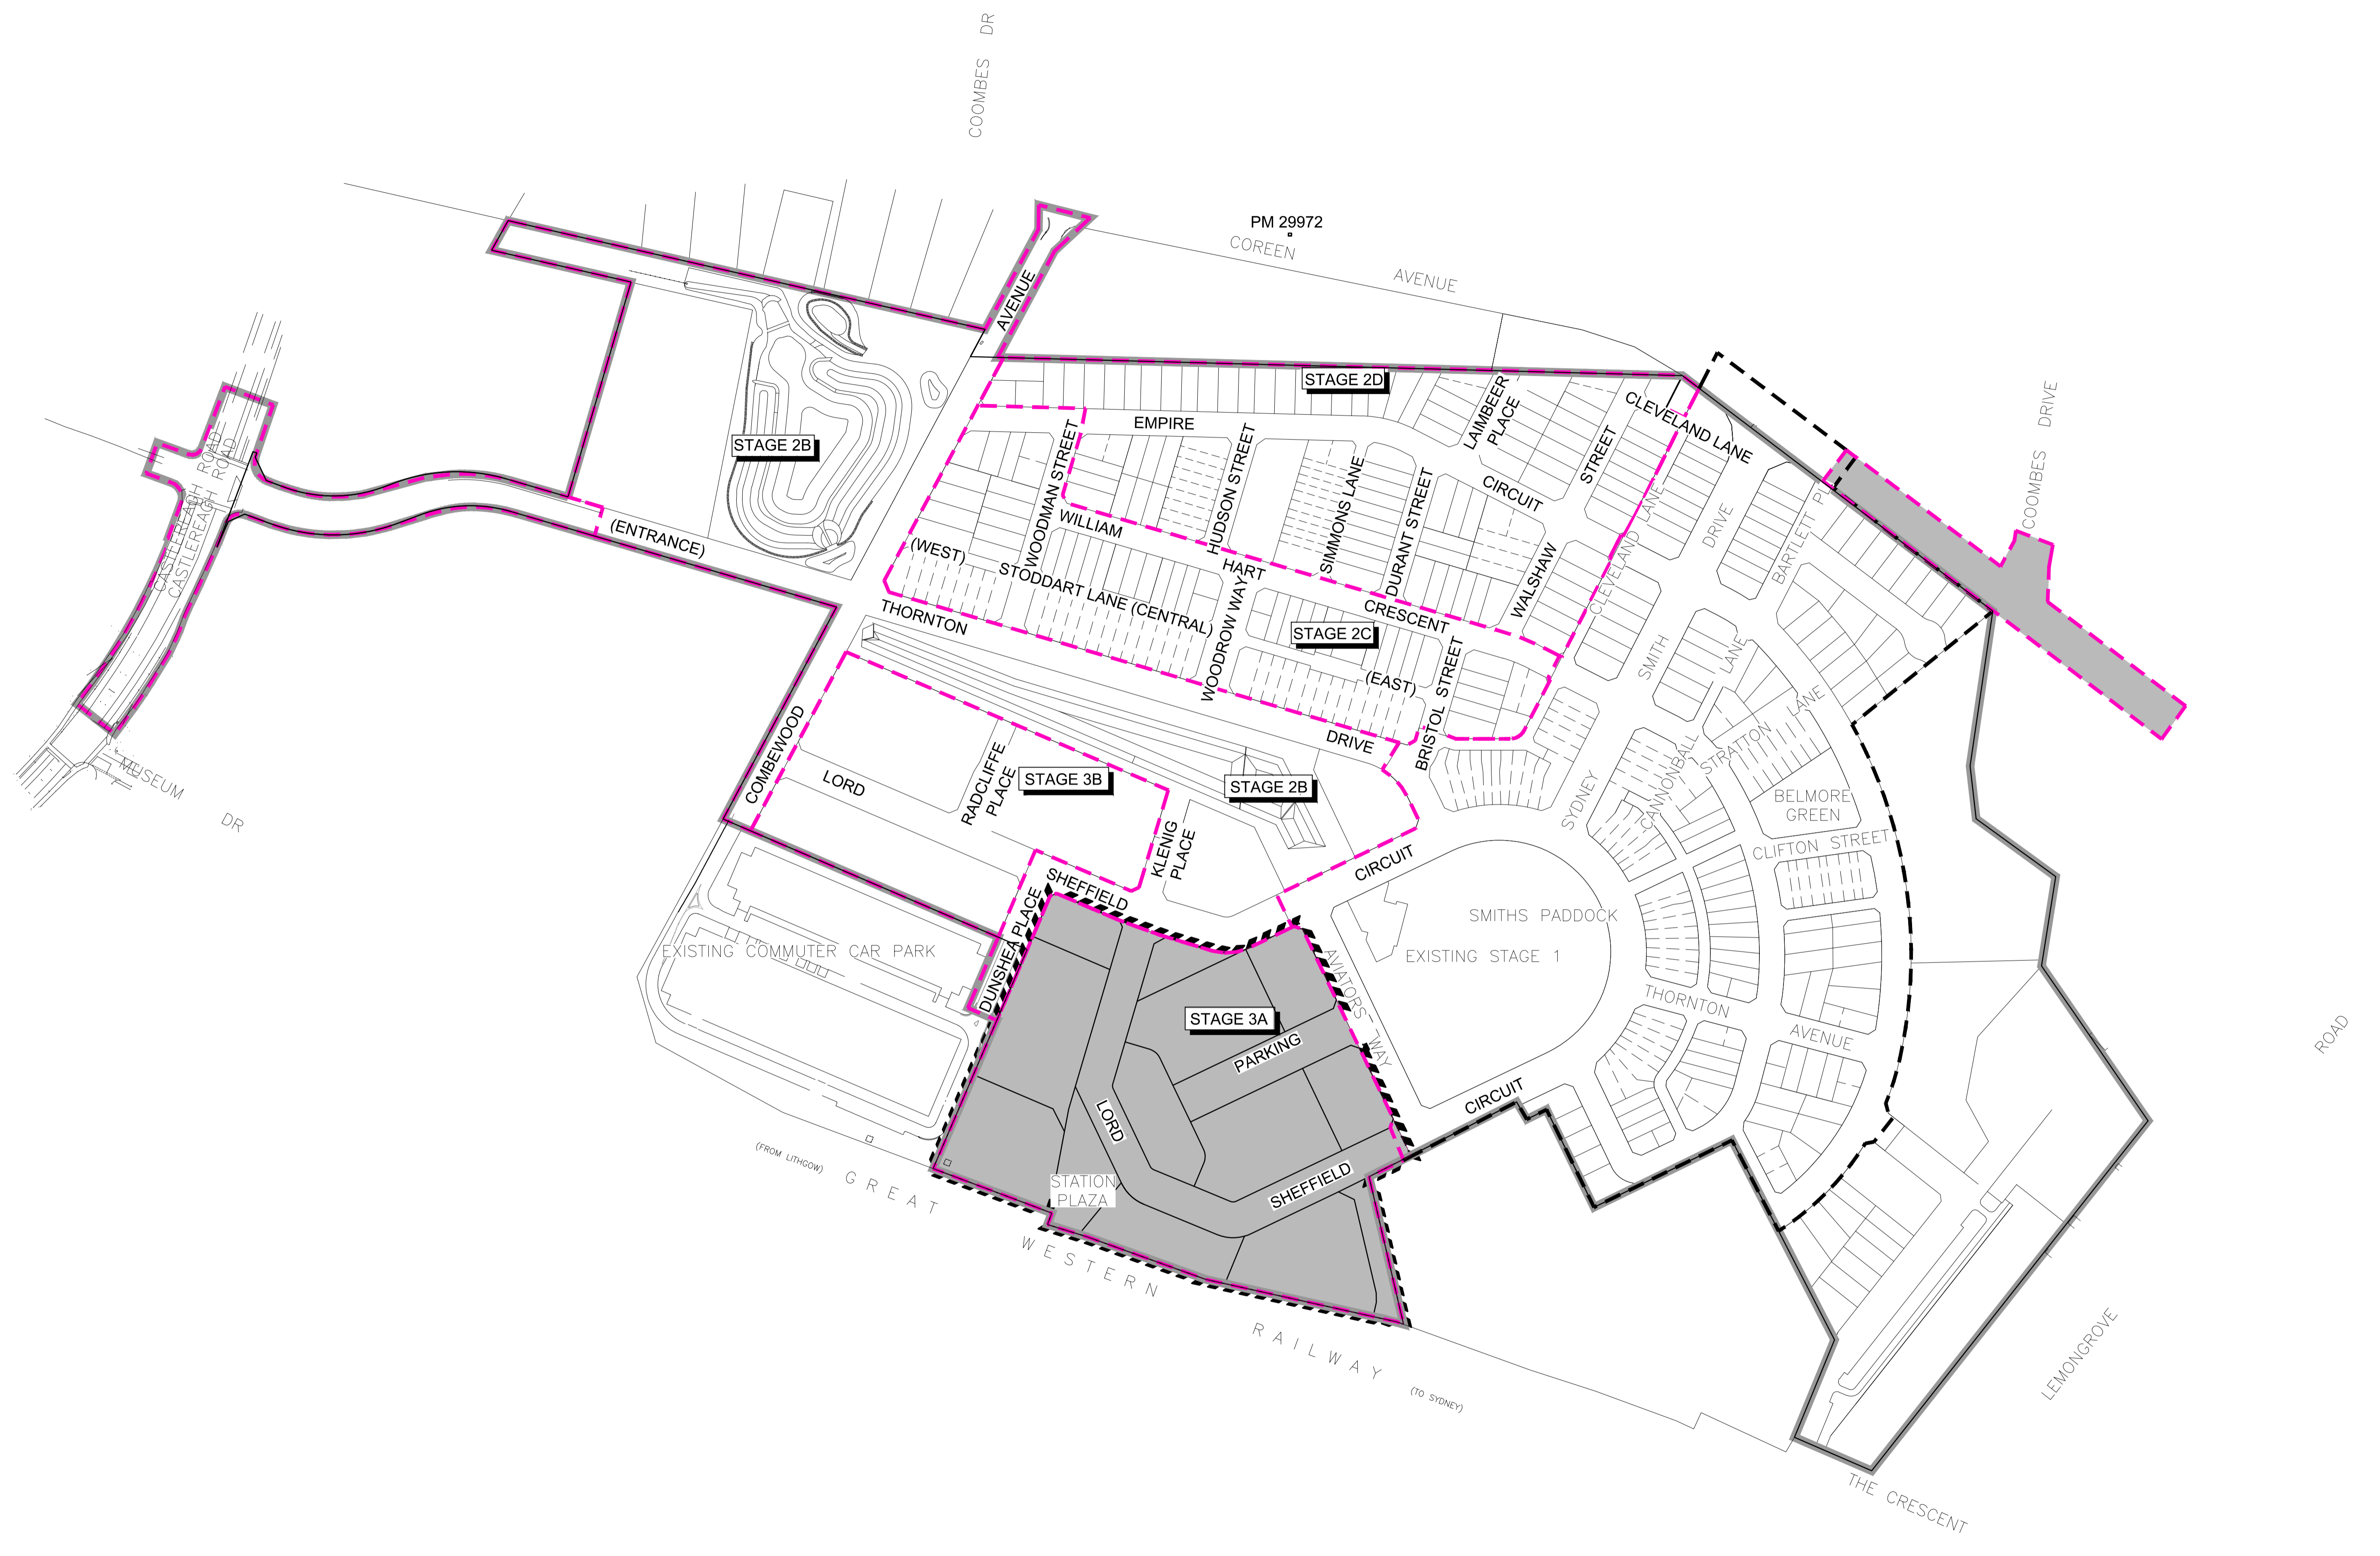 COOMBES DR
PM 29972
COREEN
AVENUE
AVENUE
COOMBES DRIVE
STAGE 2D
STAGE 2B
CASTLEREAGH ROAD
CASTLEREAGH ROAD
MUSEUM
DR
(ENTRANCE)
EMPIRE
LAIMBEER
PLACE
CLEVELAND LANE
STREET
CIRCUIT
WOODMAN STREET
HUDSON STREET
SIMMONS LANE
DURANT STREET
WALSHAW
WILLIAM
HART
CRESCENT
(WEST)
STODDART LANE (CENTRAL)
(EAST)
WOODROW WAY
STAGE 2C
BRISTOL STREET
THORNTON
DRIVE
CLEVELAND LANE
DRIVE
SMITH
SYDNEY
BARTLETT PL
LANE
CANNONBALL
STRATTON LANE
BELMORE
GREEN
CLIFTON STREET
COMBEWOOD
LORD
RADCLIFFE
PLACE
STAGE 3B
STAGE 2B
KLENIG
PLACE
CIRCUIT
SHEFFIELD
DUNSHEA PLACE
EXISTING COMMUTER CAR PARK
SMITHS PADDOCK
EXISTING STAGE 1
AVIATORS WAY
STAGE 3A
PARKING
LORD
SHEFFIELD
CIRCUIT
THORNTON
AVENUE
STATION
PLAZA
(FROM LITHGOW)
GREAT
WESTERN
RAILWAY
(TO SYDNEY)
LEMONGROVE
ROAD
THE CRESCENT